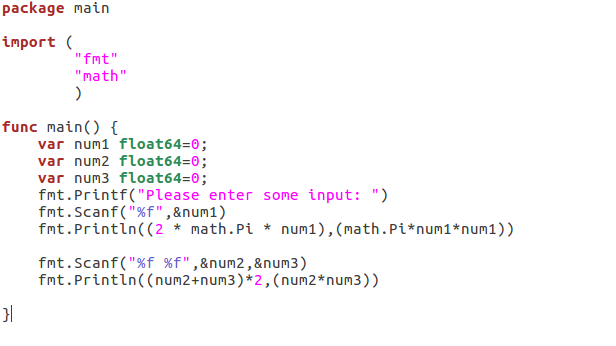 package main
import (
"fmt"
"math"
)
func main() {
var num1 float64=0;
var num2 float64=0;
var num3 float64=0;
fmt.Printf("Please enter some input: ")
fmt.Scanf("%f",&num1)
fmt.Println((2 * math.Pi * num1),(math.Pi*num1*num1))
fmt.Scanf("%f %f",&num2,&num3)
fmt.Println((num2+num3)*2,(num2*num3))
}